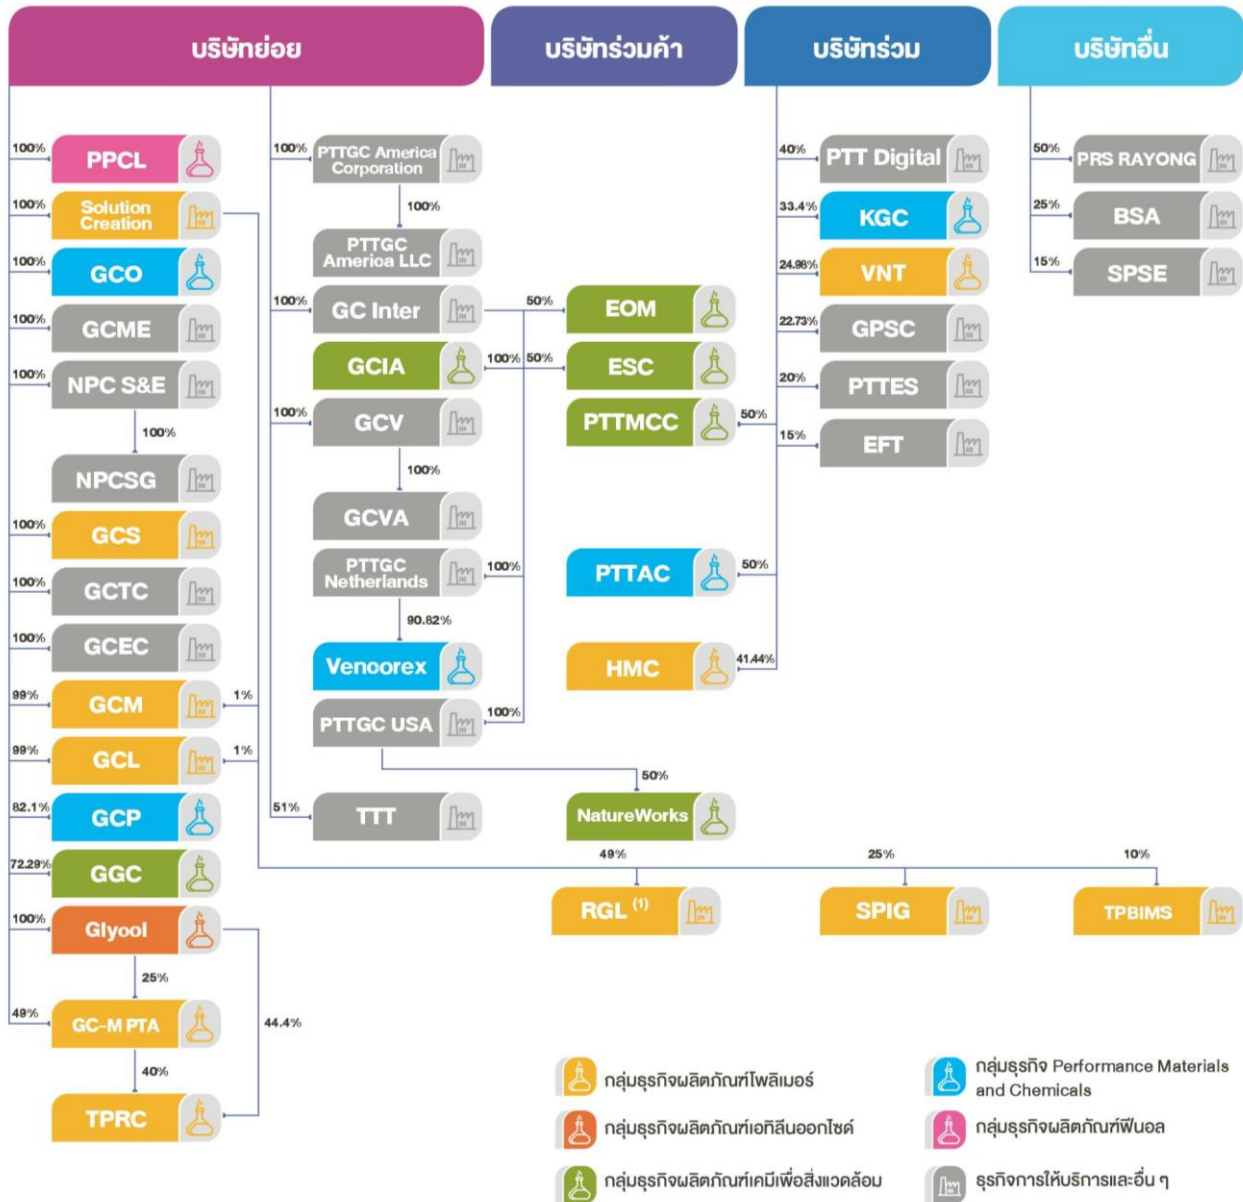 บริษัทย่อย
บริษัทร่วมค้า
บริษัทร่วม
บริษัทอื่น
100%
PPCL
100%
Solution
Creation
100%
GCO
100%
GCME
100%
NPC S&E
100%
NPCSG
100%
GCS
100%
GCTC
100%
GCEC
99%
GCM
1%
99%
GCL
1%
82.1%
GCP
72.29%
GGC
100%
Glyool
25%
49%
GC-M PTA
44.4%
40%
TPRC
100%
PTTGC America
Corporation
100%
PTTGC
America LLC
100%
GC Inter
GCIA
100%
100%
GCV
100%
GCVA
PTTGC
Netherlands
100%
90.82%
Vencorex
PTTGC USA
100%
50%
51%
TTT
50%
EOM
50%
ESC
PTTMCC
50%
PTTAC
50%
HMC
41.44%
NatureWorks
40%
PTT Digital
33.4%
KGC
24.98%
VNT
22.73%
GPSC
20%
PTTES
15%
EFT
50%
PRS RAYONG
25%
BSA
15%
SPSE
49%
RGL (1)
25%
SPIG
10%
TPBIMS
กลุ่มธุรกิจผลิตภัณฑ์โพลิเมอร์
กลุ่มธุรกิจผลิตภัณฑ์เอทิลีนออกไซด์
กลุ่มธุรกิจผลิตภัณฑ์เคมีเพื่อสิ่งแวดล้อม
กลุ่มธุรกิจ Performance Materials
and Chemicals
กลุ่มธุรกิจผลิตภัณฑ์ฟีนอล
ธุรกิจการให้บริการและอื่น ๆ